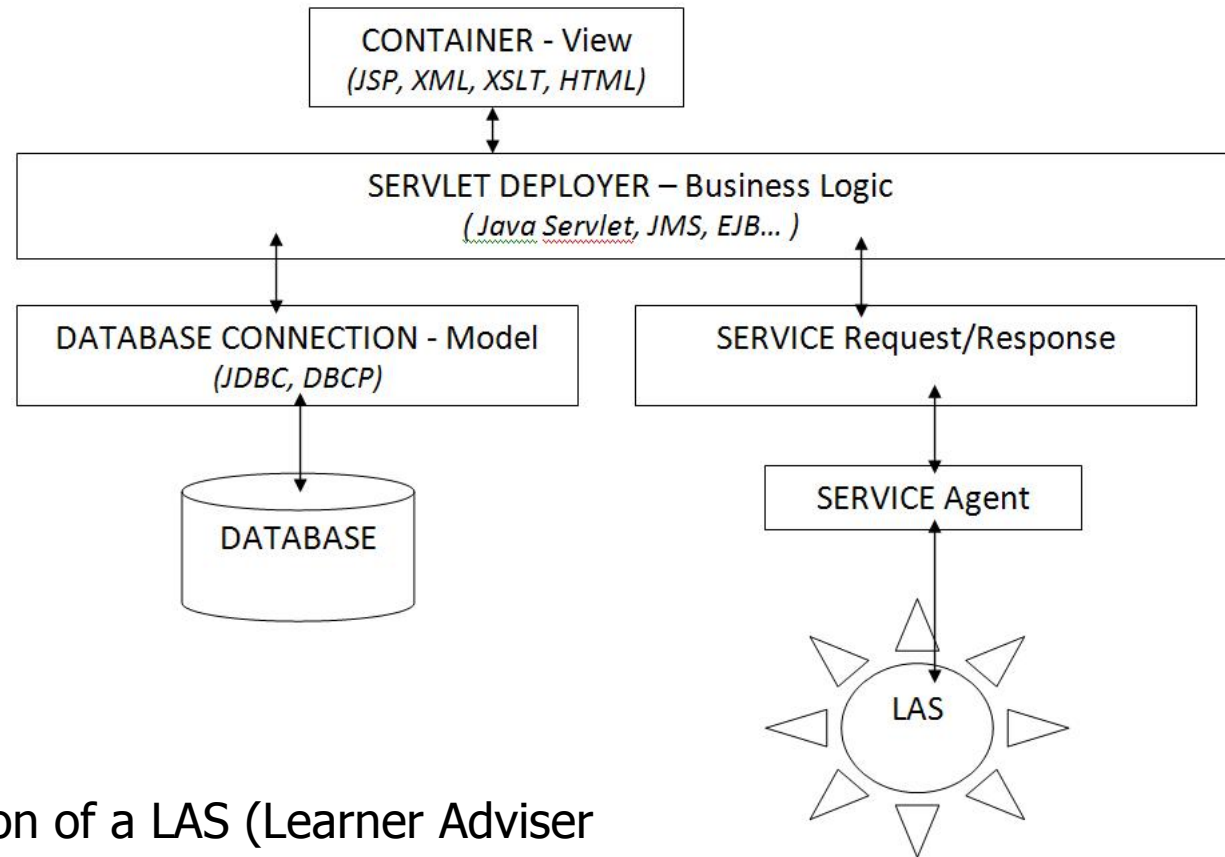 CONTAINER - View
(JSP, XML, XSLT, HTML)
SERVLET DEPLOYER – Business Logic
( Java Servlet, JMS, EJB... )
DATABASE CONNECTION - Model
(JDBC, DBCP)
SERVICE Request/Response
SERVICE Agent
DATABASE
LAS
on of a LAS (Learner Adviser